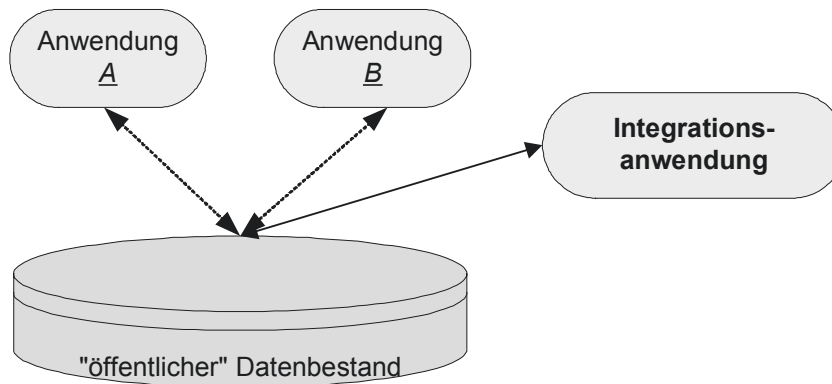 Anwendung
A
Anwendung
B
Integrations-
anwendung
"öffentlicher" Datenbestand